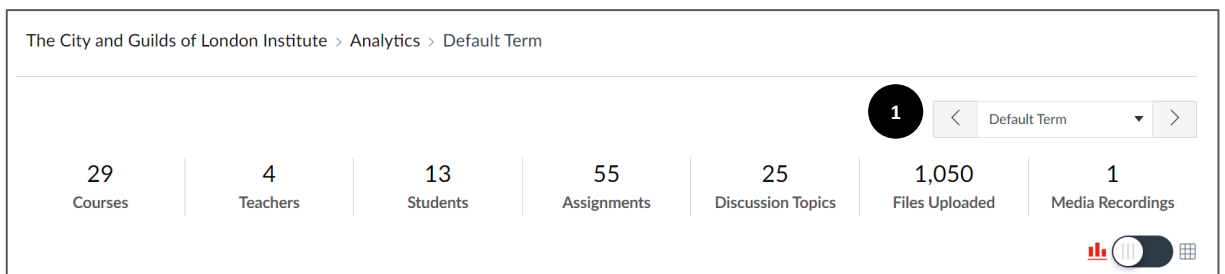 The City and Guilds of London Institute > Analytics > Default Term
1
Default Term
29 4 13 55 25 1,050 1
Courses Teachers Students Assignments Discussion Topics Files Uploaded Media Recordings